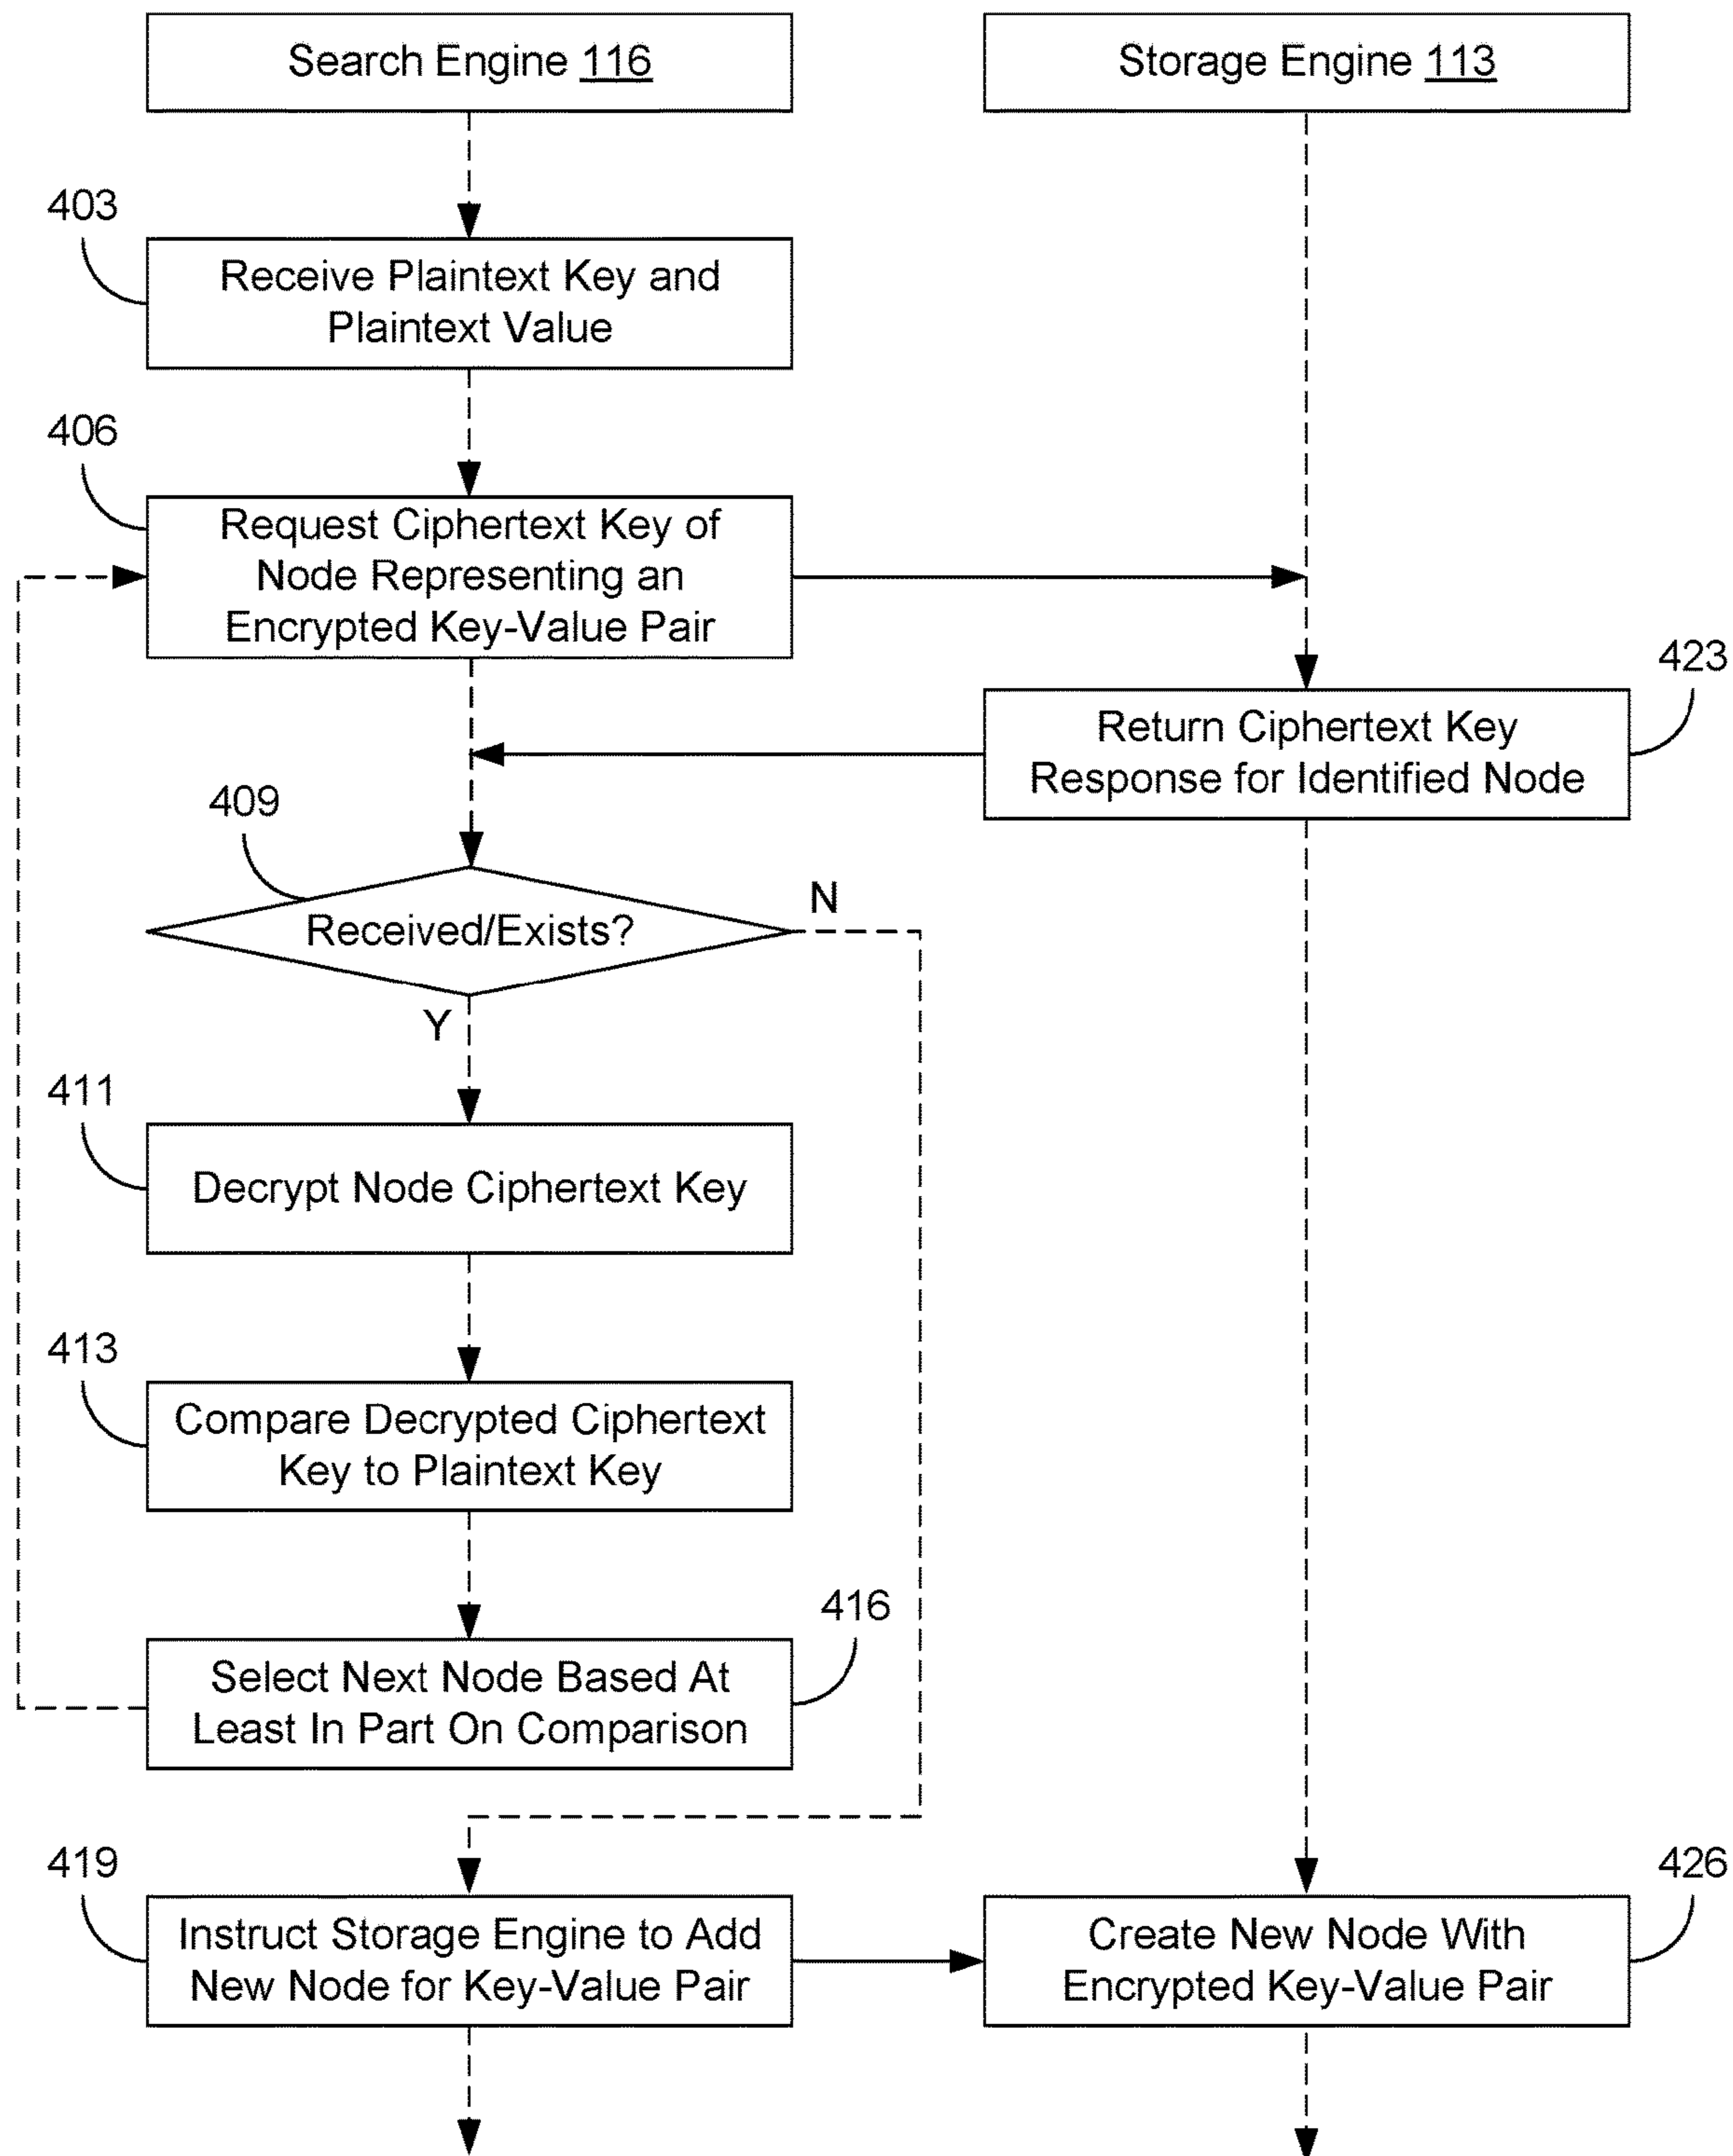 Search Engine 116
Storage Engine 113
403
Receive Plaintext Key and
Plaintext Value
406
Request Ciphertext Key of
Node Representing an
Encrypted Key-Value Pair
423
Return Ciphertext Key
Response for Identified Node
409
Received/Exists?
N
Y
411
Decrypt Node Ciphertext Key
413
Compare Decrypted Ciphertext
Key to Plaintext Key
416
Select Next Node Based At
Least In Part On Comparison
419
Instruct Storage Engine to Add
New Node for Key-Value Pair
426
Create New Node With
Encrypted Key-Value Pair